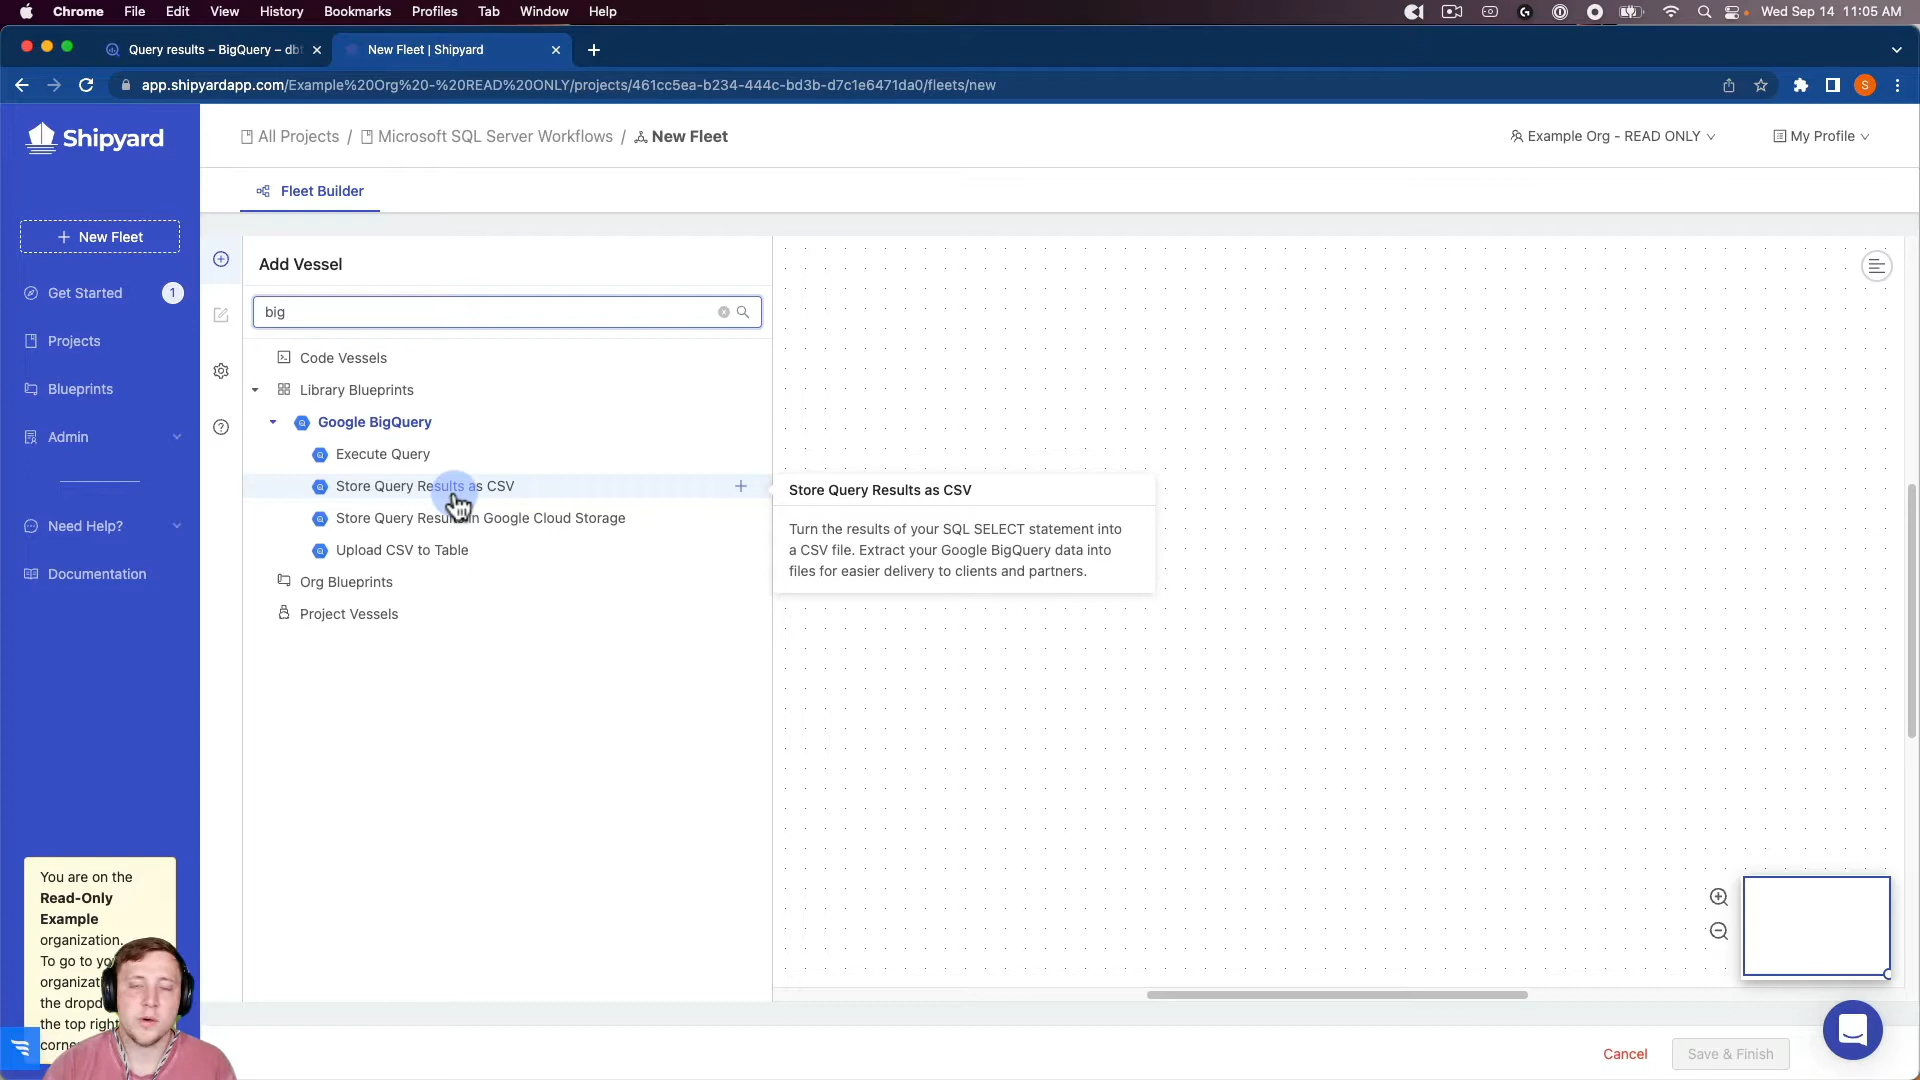 Chrome File Edit View History Bookmarks Profiles Tab Window Help Wed Sep 14 11:05 AM
Query results – BigQuery – dbt
New Fleet | Shipyard
app.shipyardapp.com/Example%20Org%20-%20READ%20ONLY/projects/461cc5ea-b234-444c-bd3b-d7c1e6471da0/fleets/new
S
Shipyard
All Projects / Microsoft SQL Server Workflows / New Fleet
Example Org - READ ONLY
My Profile
Fleet Builder
+ New Fleet
Get Started 1
Projects
Blueprints
Admin
Need Help?
Documentation
Add Vessel
big
Code Vessels
Library Blueprints
Google BigQuery
Execute Query
Store Query Results as CSV
Store Query Results in Google Cloud Storage
Upload CSV to Table
Org Blueprints
Project Vessels
Store Query Results as CSV
Turn the results of your SQL SELECT statement into
a CSV file. Extract your Google BigQuery data into
files for easier delivery to clients and partners.
You are on the
Read-Only
Example
organization.
To go to
the
the top right
Cancel
Save & Finish